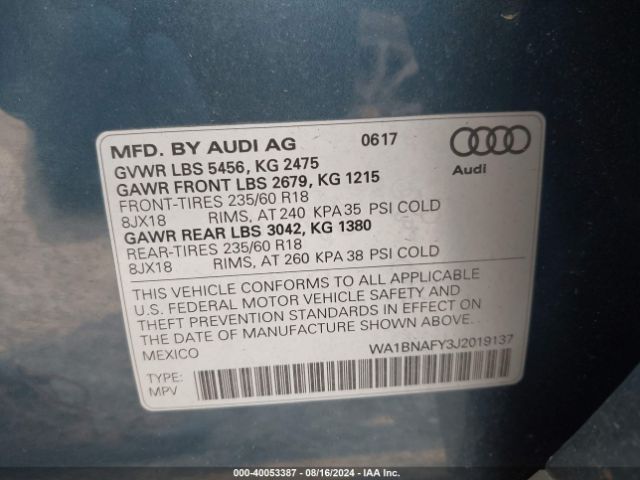 MFD. BY AUDI AG 0617
GVWR LBS 5456, KG 2475
GAWR FRONT LBS 2679, KG 1215
FRONT-TIRES 235/60 R18
8JX18 RIMS, AT 240 KPA 35 PSI COLD
GAWR REAR LBS 3042, KG 1380
REAR-TIRES 235/60 R18
8JX18 RIMS, AT 260 KPA 38 PSI COLD
Audi
THIS VEHICLE CONFORMS TO ALL APPLICABLE
U.S. FEDERAL MOTOR VEHICLE SAFETY AND
THEFT PREVENTION STANDARDS IN EFFECT ON
THE DATE OF MANUFACTURE SHOWN ABOVE.
MEXICO
WA1BNAFY3J2019137
TYPE:
MPV
000-40053387 - 08/16/2024 - IAA Inc.